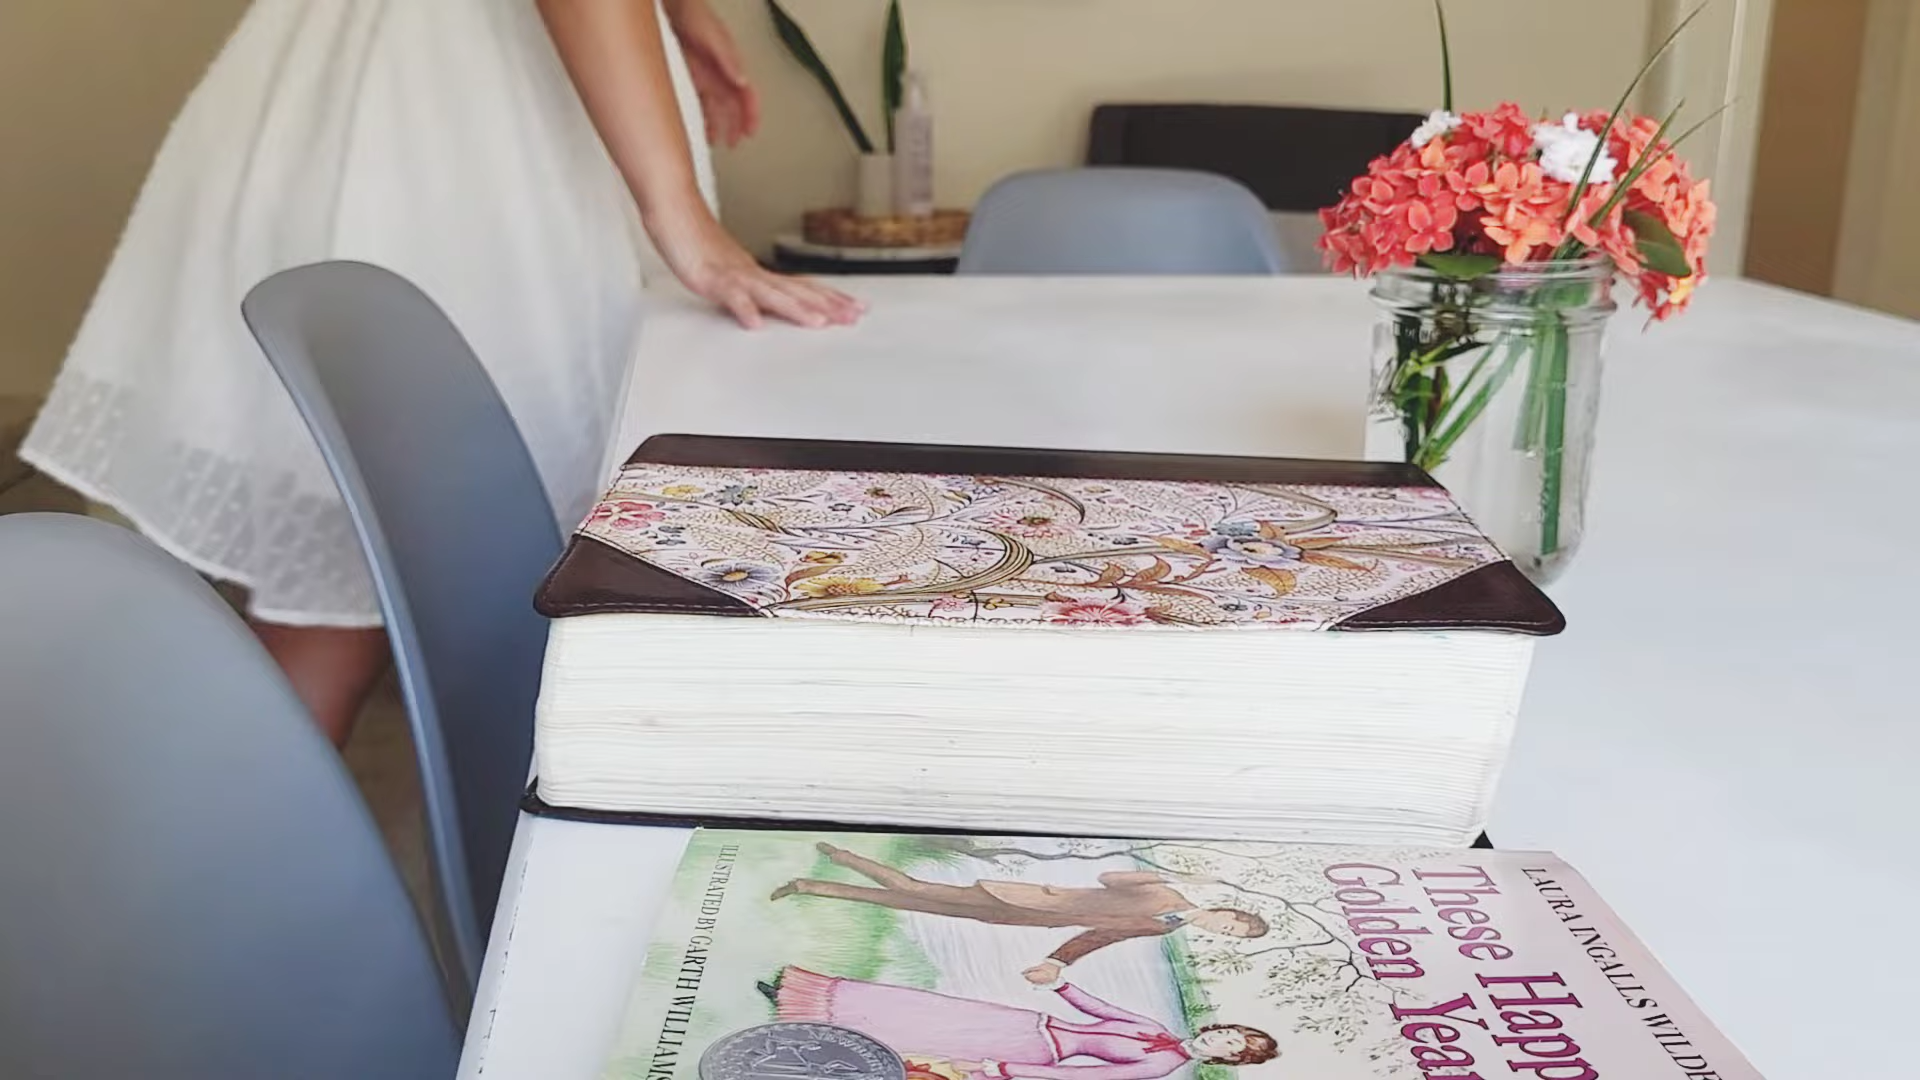 LAURA INGALLS WILDE
These Happ
Golden Yea
ILLUSTRATED BY GARTH WILLIAMS